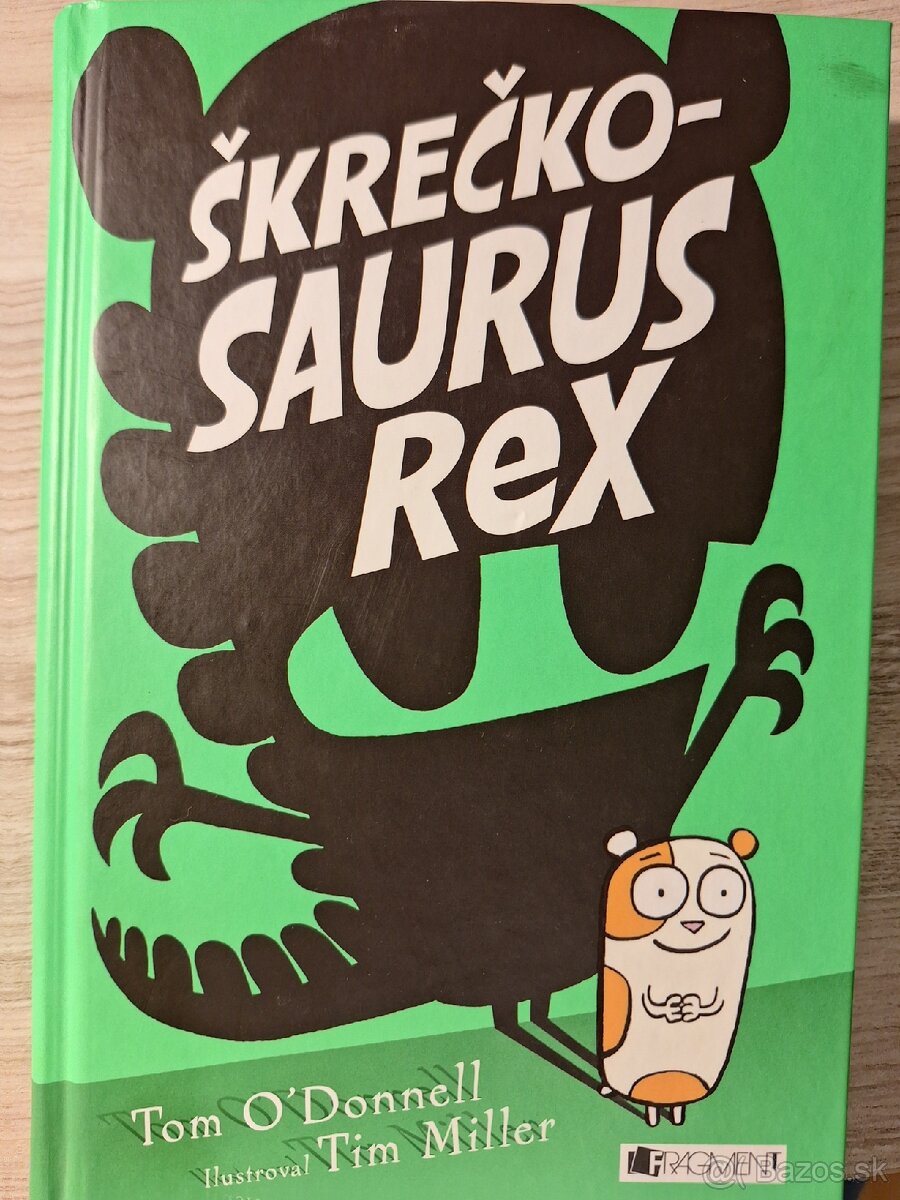 ŠKREČKO-
SAURUS
ReX
Tom O'Donnell
Ilustroval Tim Miller
FRAGMENT
Bazos.sk